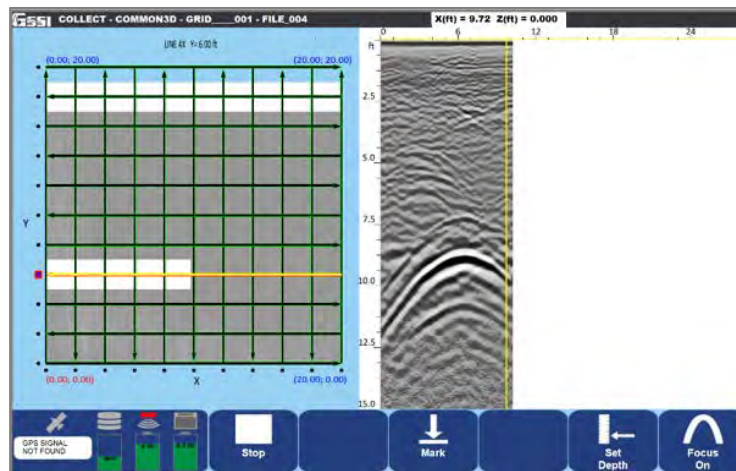 GSSI COLLECT - COMMON3D - GRID____001 - FILE_004
X(ft) = 9.72 Z(ft) = 0.000
LINE 4X Y= 6.00 ft
(0.00; 20.00) (20.00; 20.00)
Y
(0.00; 0.00) (20.00; 0.00)
X
ft 0 6 12 18 24
2.5
5.0
7.5
10.0
12.5
15.0
GPS SIGNAL
NOT FOUND
Stop
Mark
Set
Depth
Focus
On